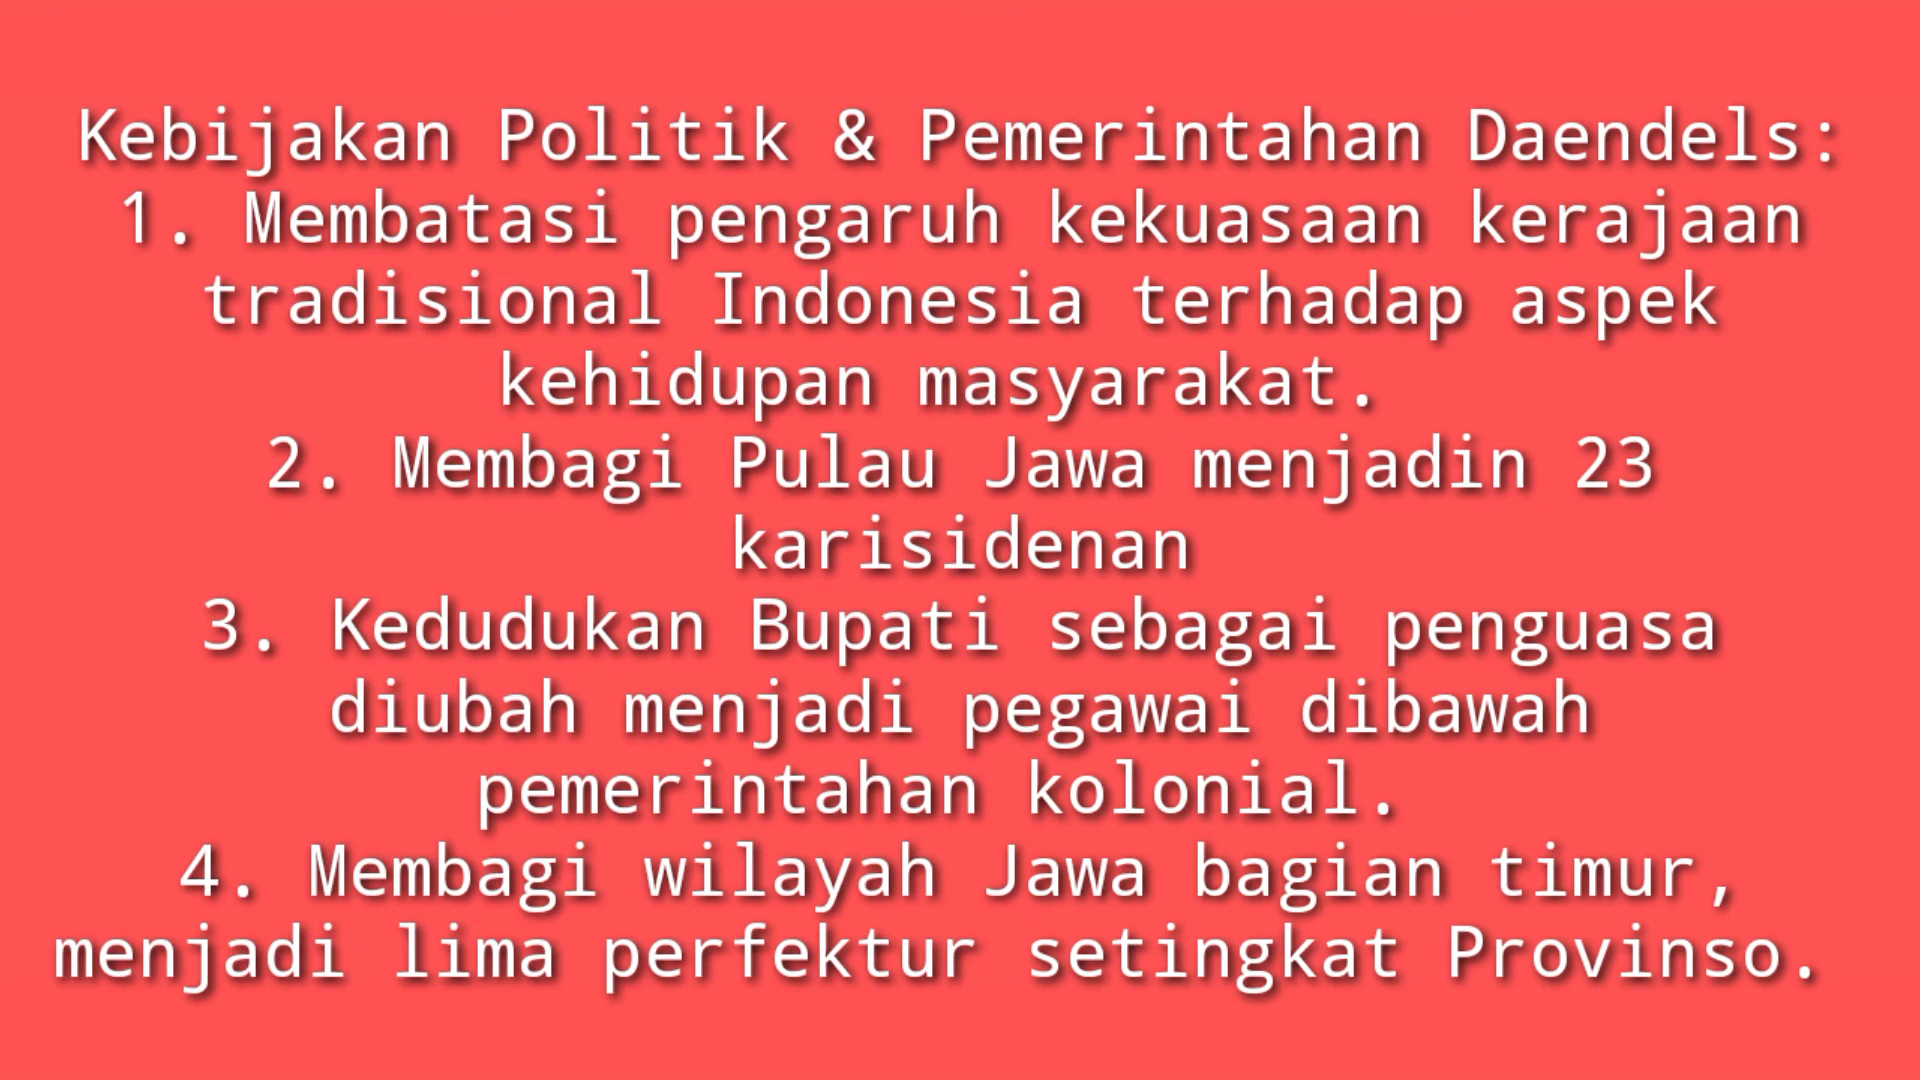 Kebijakan Politik & Pemerintahan Daendels:
1. Membatasi pengaruh kekuasaan kerajaan
tradisional Indonesia terhadap aspek
kehidupan masyarakat.
2. Membagi Pulau Jawa menjadin 23
karisidenan
3. Kedudukan Bupati sebagai penguasa
diubah menjadi pegawai dibawah
pemerintahan kolonial.
4. Membagi wilayah Jawa bagian timur,
menjadi lima perfektur setingkat Provinso.